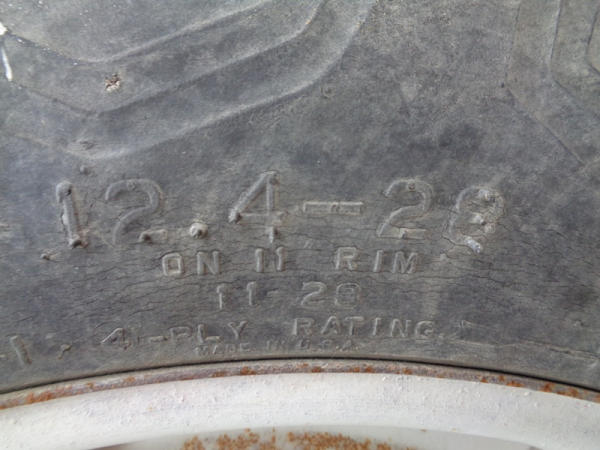 12.4-28
ON 11 RIM
11-28
4-PLY RATING
MADE IN U.S.A.